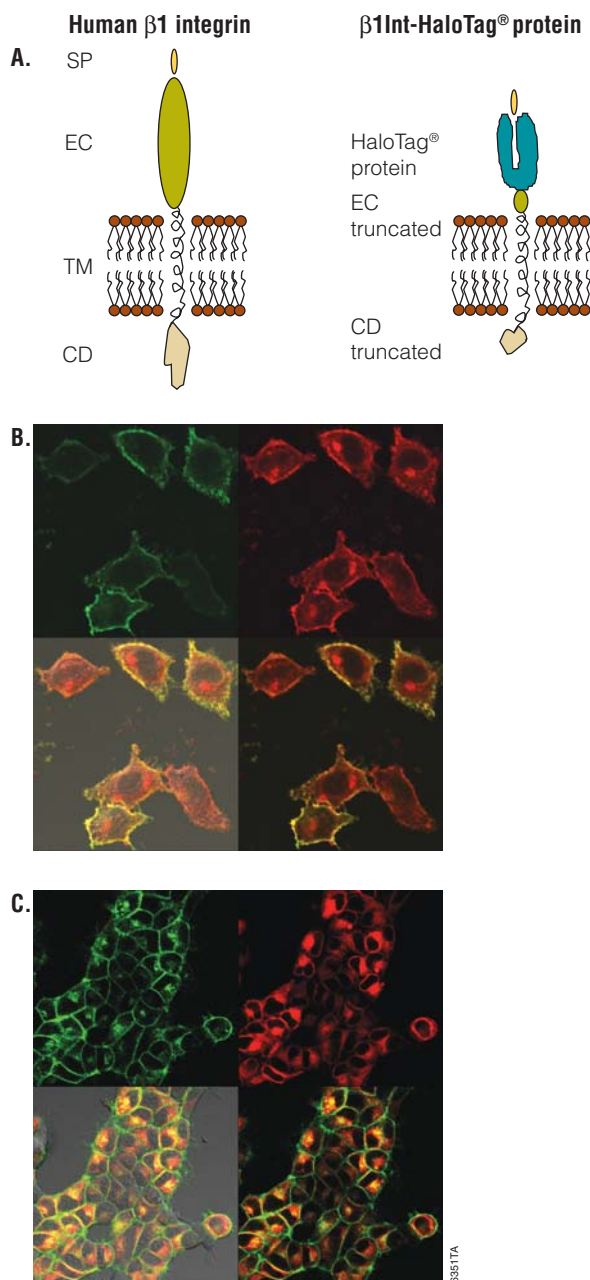 Human β1 integrin
β1Int-HaloTag® protein
A.
SP
EC
TM
CD
HaloTag®
protein
EC
truncated
CD
truncated
B.
C.